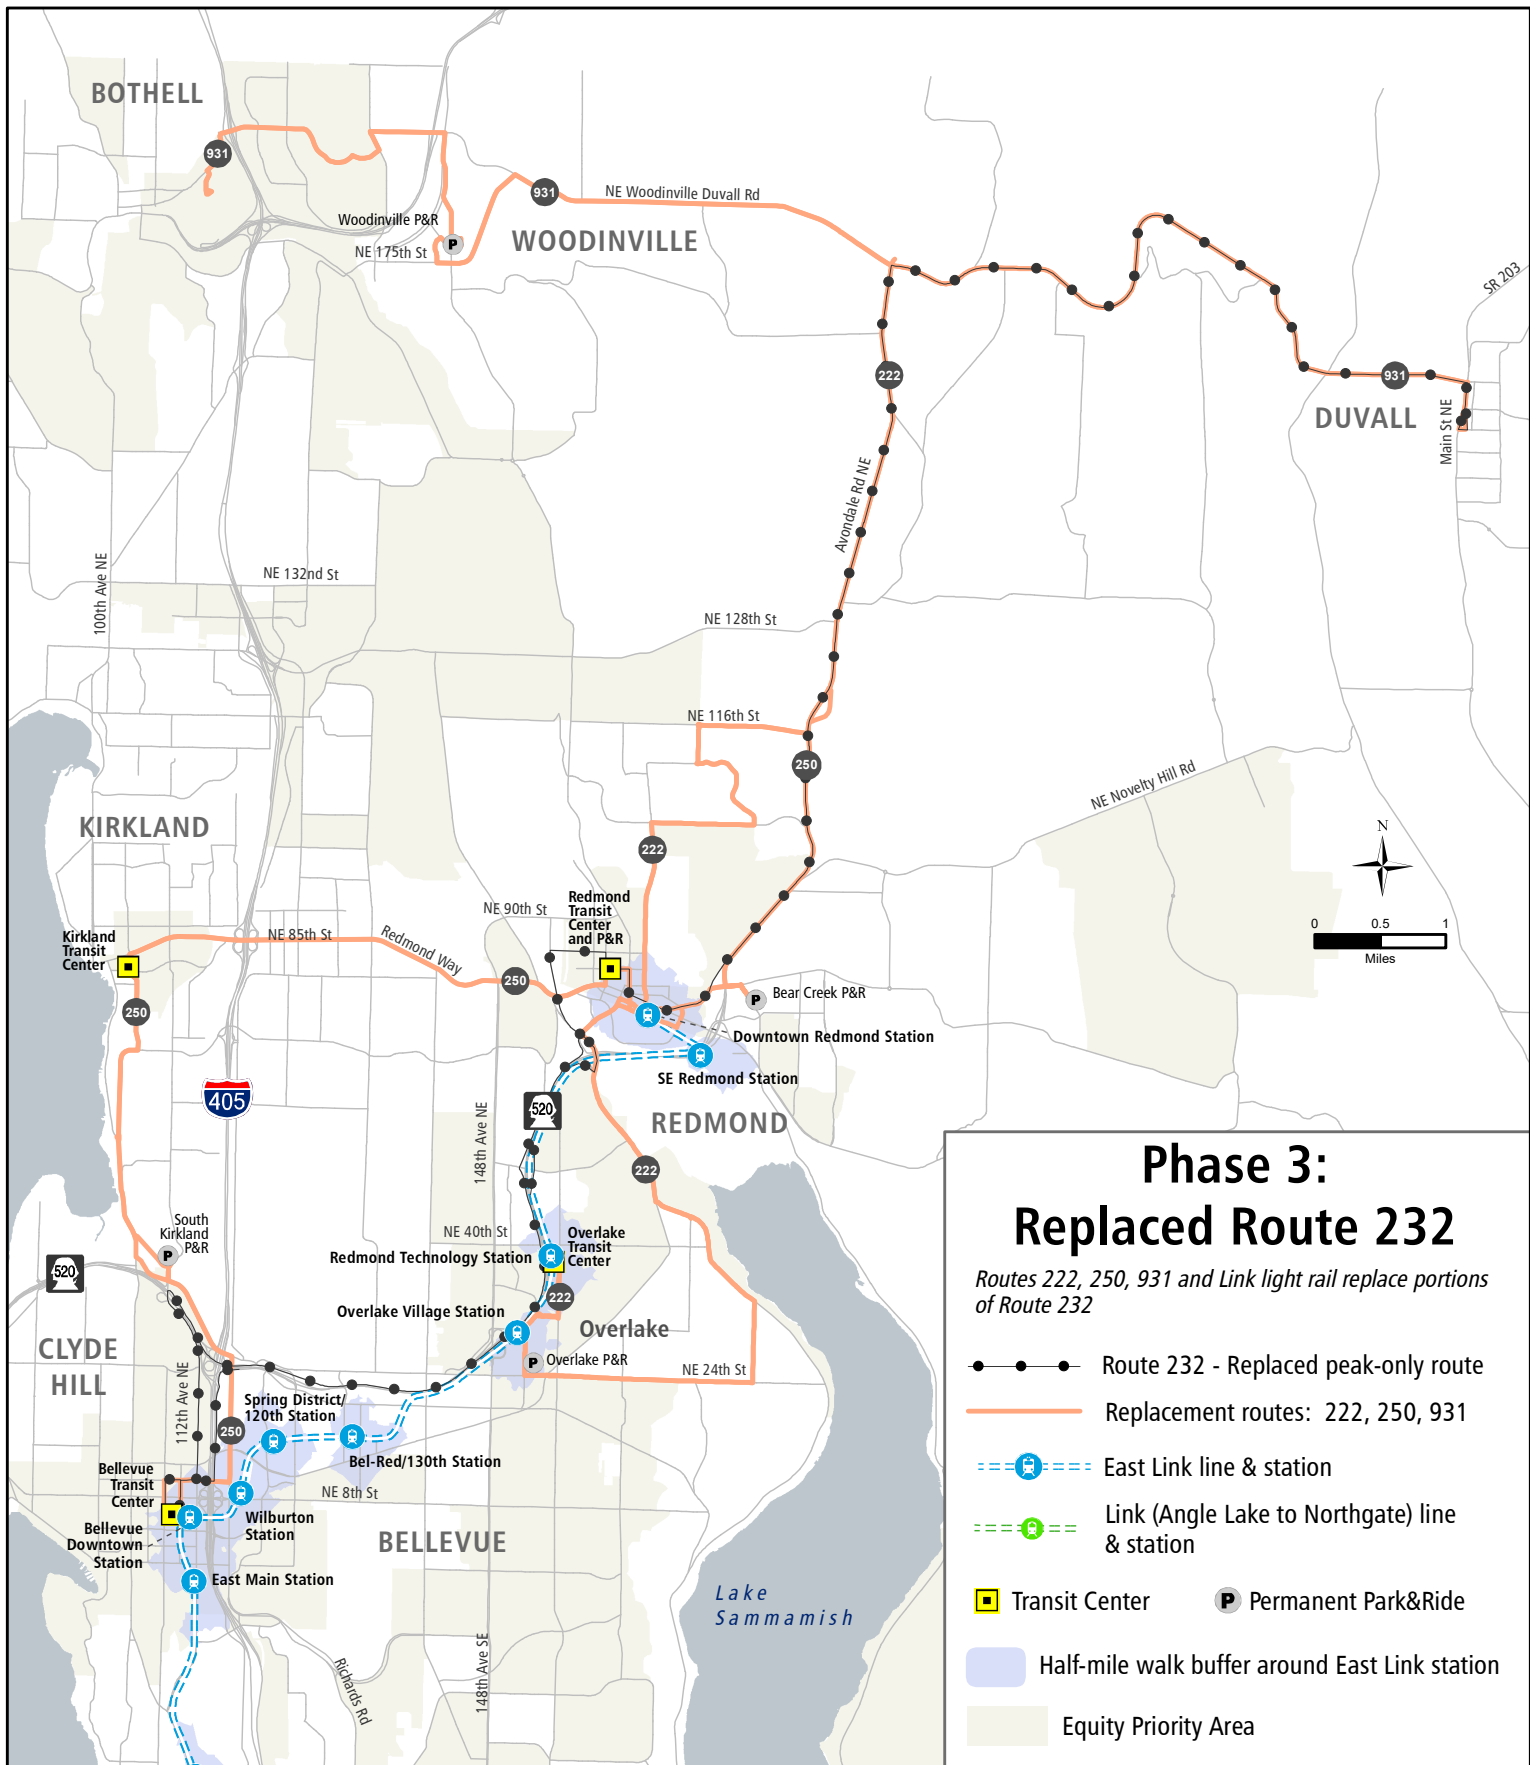 BOTHELL
931
Woodinville P&R
P
NE 175th St
931
NE Woodinville Duvall Rd
WOODINVILLE
SR 203
222
931
DUVALL
Main St NE
Avondale Rd NE
100th Ave NE
NE 132nd St
NE 128th St
NE 116th St
250
NE Novelty Hill Rd
KIRKLAND
222
N
0 0.5 1
Miles
Redmond
Transit
Center
and P&R
NE 90th St
Kirkland
Transit
Center
NE 85th St
Redmond Way
250
250
Bear Creek P&R
P
Downtown Redmond Station
SE Redmond Station
405
520
REDMOND
148th Ave NE
222
South
Kirkland
P&R
P
NE 40th St
Overlake
Transit
Center
Redmond Technology Station
520
222
Overlake Village Station
Overlake
CLYDE
HILL
P
Overlake P&R
NE 24th St
112th Ave NE
Spring District/
120th Station
250
Bel-Red/130th Station
Bellevue
Transit
Center
NE 8th St
Wilburton
Station
Bellevue
Downtown
Station
BELLEVUE
East Main Station
Lake
Sammamish
Richards Rd
148th Ave SE
Phase 3:
Replaced Route 232
Routes 222, 250, 931 and Link light rail replace portions
of Route 232
Route 232 - Replaced peak-only route
Replacement routes: 222, 250, 931
East Link line & station
Link (Angle Lake to Northgate) line
& station
Transit Center
P
Permanent Park&Ride
Half-mile walk buffer around East Link station
Equity Priority Area